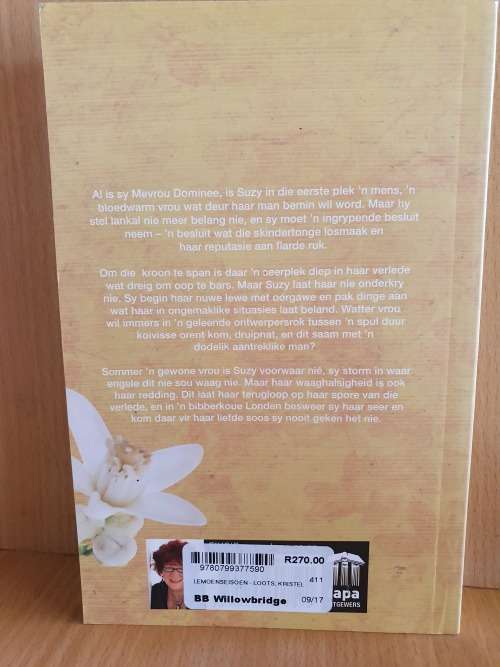 Al is sy Mevrou Dominee, is Suzy in die eerste plek 'n mens, 'n
bloedwarm vrou wat deur haar man bemin wil word. Maar hy
stel tankal nie meer belang nie, en sy moet 'n ingrypende besluit
neem – 'n besluit wat die skindertonge losmaak en
haar reputasie aan flarde ruk.
Om die kroon te span is daar 'n seerplek diep in haar verlede
wat dreig om oop te bars. Maar Suzy laat haar nie onderkry
nie. Sy begin haar nuwe lewe met oorgawe en pak dinge aan
wat haar in ongemaklike situasies laat beland. Watter vrou
wil immers in 'n geleende ontwerpersrok tussen 'n spul duur
koivisse orent kom, druipnat, en dit saam met 'n
dodelik aantreklike man?
Sommer 'n gewone vrou is Suzy voorwaar nié, sy storm in waar
engele dit nie sou waag nie. Maar haar waaghalsigheid is ook
haar redding. Dit laat haar terugloop op haar spore van die
verlede, en in 'n bibberkoue Londen besweer sy haar seer en
kom daar vir haar liefde soos sy nooit geken het nie.
R270.00
9780799377590
LEMOENBEISOEN - LOOTS, KRISTEL 411
BB Willowbridge 09/17
apa
TGEWERS